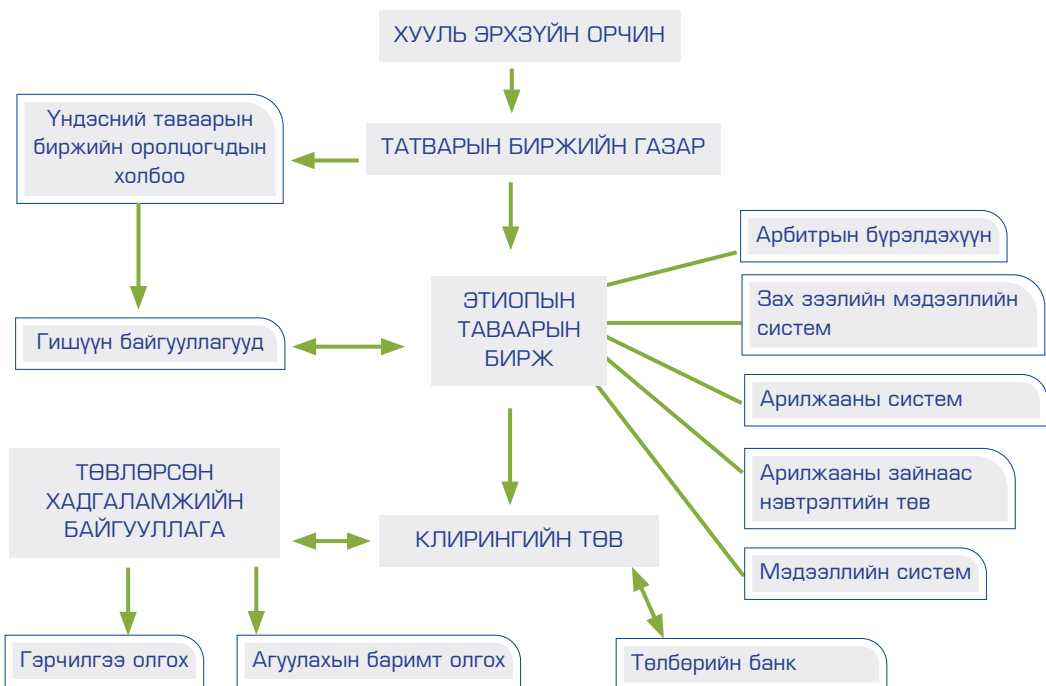 ХУУЛЬ ЭРХЗҮЙН ОРЧИН
Үндэсний таваарын
биржийн оролцогчдын
холбоо
ТАТВАРЫН БИРЖИЙН ГАЗАР
Арбитрын бүрэлдэхүүн
ЭТИОПЫН
ТАВААРЫН
БИРЖ
Зах зээлийн мэдээллийн
систем
Гишүүн байгууллагууд
Арилжааны систем
ТӨВЛӨРСӨН
ХАДГАЛАМЖИЙН
БАЙГУУЛЛАГА
Арилжааны зайнаас
нэвтрэлтийн төв
КЛИРИНГИЙН ТӨВ
Мэдээллийн систем
Гэрчилгээ олгох
Агуулахын баримт олгох
Төлбөрийн банк